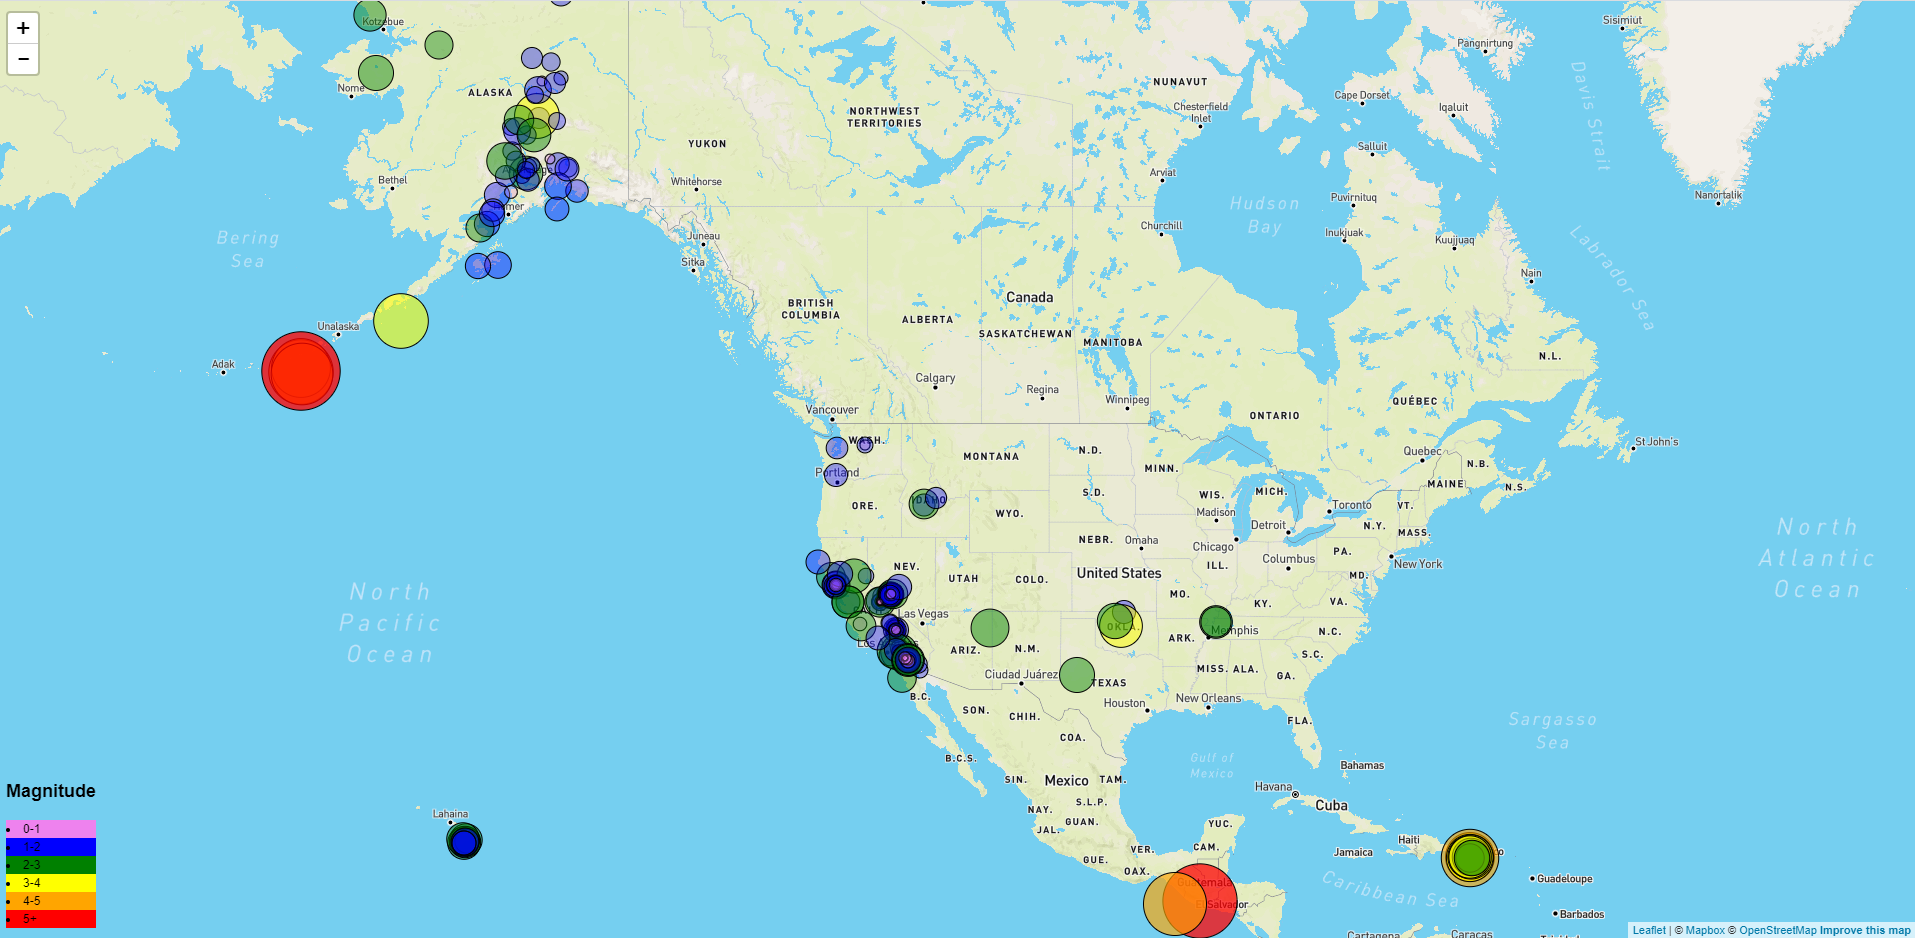 +
−
Kotzebue
Nome
ALASKA
Bethel
Bering
Sea
Unalaska
Adak
YUKON
Whitehorse
Juneau
Sitka
NORTHWEST
TERRITORIES
NUNAVUT
Chesterfield
Inlet
Arviat
Churchill
Hudson
Bay
Sisimiut
Pangnirtung
Davis Strait
Cape Dorset
Iqaluit
Salluit
Puvirnituq
Inukjuak
Kuujjuaq
Nanortalik
Nain
Labrador Sea
BRITISH
COLUMBIA
ALBERTA
Canada
SASKATCHEWAN
MANITOBA
Calgary
Regina
Winnipeg
Vancouver
ONTARIO
QUÉBEC
N.L.
St John's
Quebec
N.B.
MAINE
N.S.
WASH.
Portland
MONTANA
N.D.
MINN.
ORE.
IDAHO
WYO.
S.D.
WIS.
Madison
MICH.
Toronto
VT.
Detroit
N.Y.
MASS.
NEBR.
Omaha
Chicago
Columbus
PA.
New York
NEV.
UTAH
COLO.
United States
ILL.
MD.
MO.
KY.
VA.
Las Vegas
OKLA.
Memphis
ARK.
N.C.
ARIZ.
N.M.
S.C.
MISS.
ALA.
GA.
Ciudad Juárez
TEXAS
B.C.
SON.
CHIH.
Houston
New Orleans
FLA.
COA.
B.C.S.
SIN.
Mexico
TAM.
Gulf of
Mexico
NAY.
S.L.P.
GUAN.
JAL.
VER.
YUC.
CAM.
GUE.
OAX.
Guatemala
El Salvador
Havana
Cuba
Bahamas
Haiti
Jamaica
Caribbean Sea
Guadeloupe
Barbados
Cartagena
Caracas
North
Pacific
Ocean
North
Atlantic
Ocean
Sargasso
Sea
Lahaina
Magnitude
0-1
1-2
2-3
3-4
4-5
5+
Leaflet | © Mapbox © OpenStreetMap Improve this map